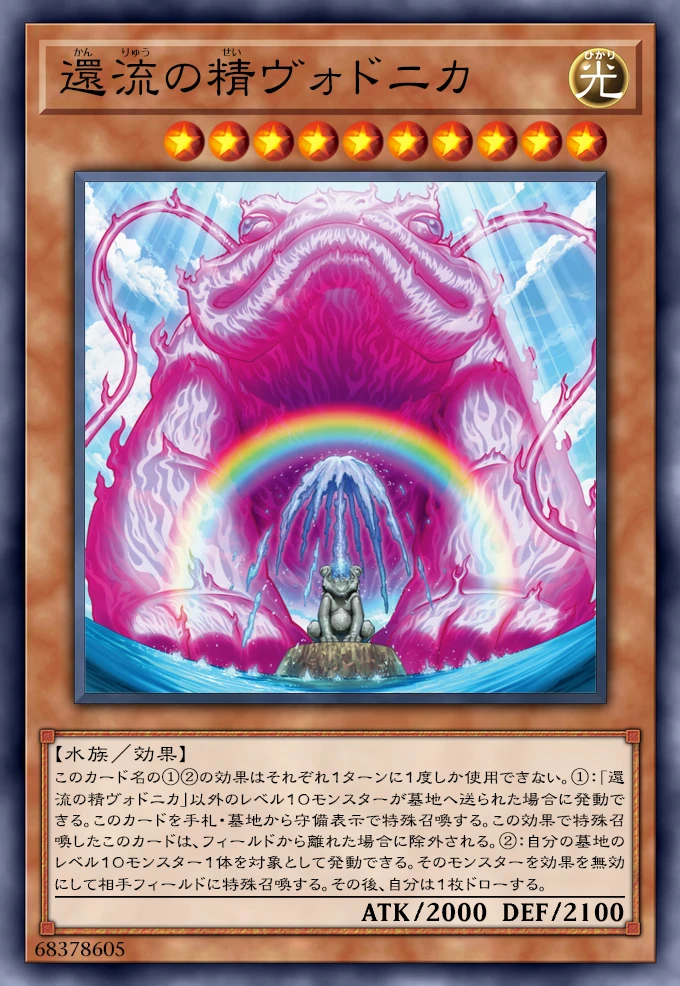 還流の精ヴォドニカ
かん りゅう せい
光
ひかり
【水族／効果】
このカード名の①②の効果はそれぞれ1ターンに1度しか使用できない。①：「還
流の精ヴォドニカ」以外のレベル10モンスターが墓地へ送られた場合に発動で
きる。このカードを手札・墓地から守備表示で特殊召喚する。この効果で特殊召
喚したこのカードは、フィールドから離れた場合に除外される。②：自分の墓地の
レベル10モンスター1体を対象として発動できる。そのモンスターを効果を無効
にして相手フィールドに特殊召喚する。その後、自分は1枚ドローする。
ATK/2000 DEF/2100
68378605